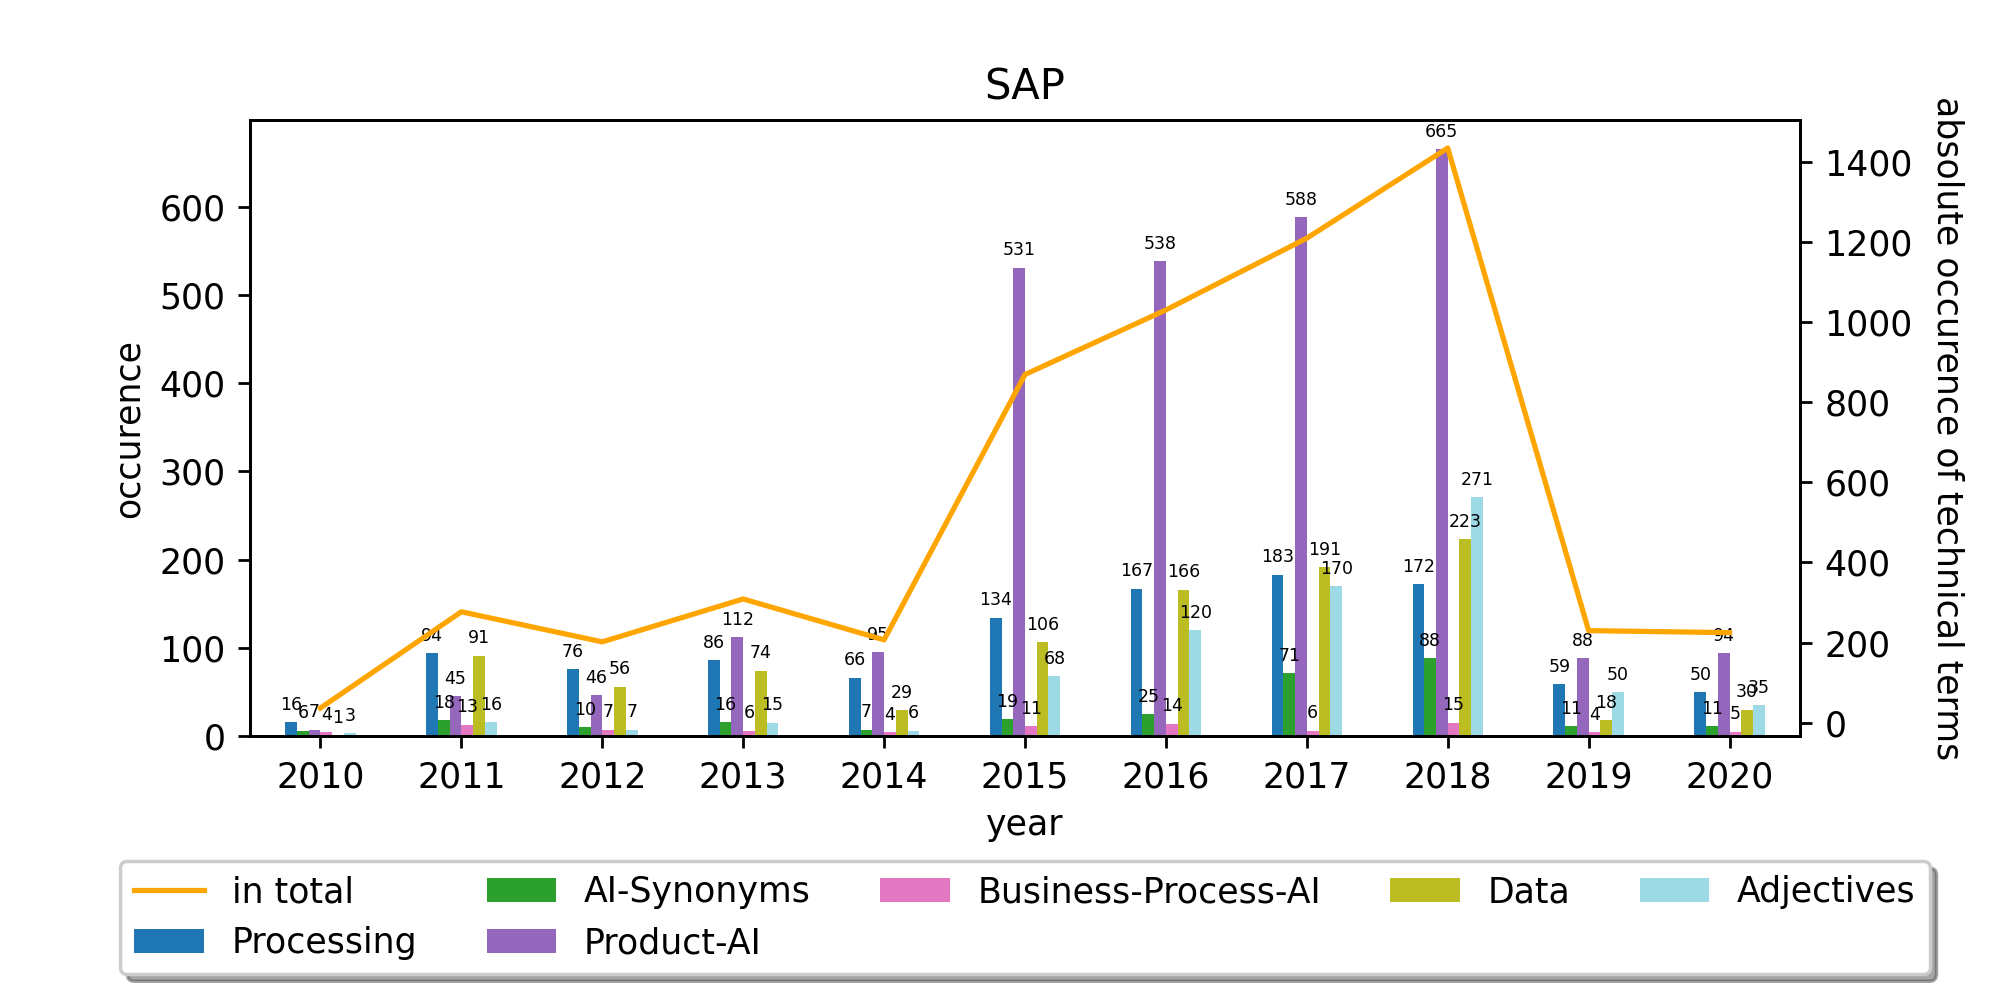 SAP
occurence
600
500
400
300
200
100
0
16 6 7 4 1 3
94 18 45 13 91 16
76 10 46 7 56 7
86 16 112 6 74 15
66 7 95 4 29 6
134 19 531 11 106 68
167 25 538 14 166 120
183 71 588 6 191 170
172 88 665 15 223 271
59 11 88 4 18 50
50 11 94 5 30 35
1400
1200
1000
800
600
400
200
0
absolute occurence of technical terms
2010 2011 2012 2013 2014 2015 2016 2017 2018 2019 2020
year
in total AI-Synonyms Business-Process-AI Data Adjectives
Processing Product-AI